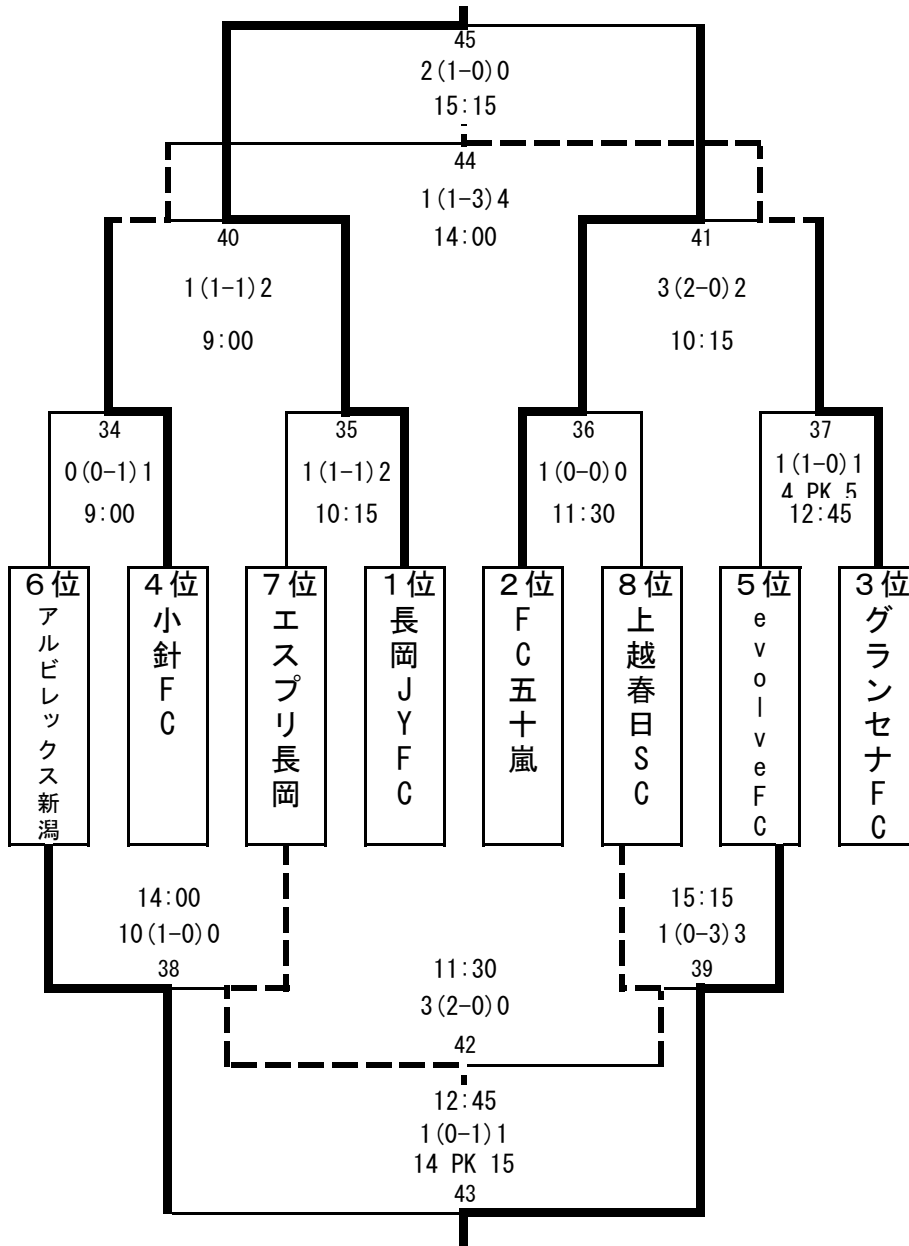 45
2(1-0)0
15:15
44
1(1-3)4
14:00
40
1(1-1)2
9:00
41
3(2-0)2
10:15
34
0(0-1)1
9:00
35
1(1-1)2
10:15
36
1(0-0)0
11:30
37
1(1-0)1
4 PK 5
12:45
6位
アルビレックス新潟
4位
小針FC
7位
エスプリ長岡
1位
長岡JYFC
2位
FC五十嵐
8位
上越春日SC
5位
evolveFC
3位
グランセナFC
14:00
10(1-0)0
38
15:15
1(0-3)3
39
11:30
3(2-0)0
42
12:45
1(0-1)1
14 PK 15
43